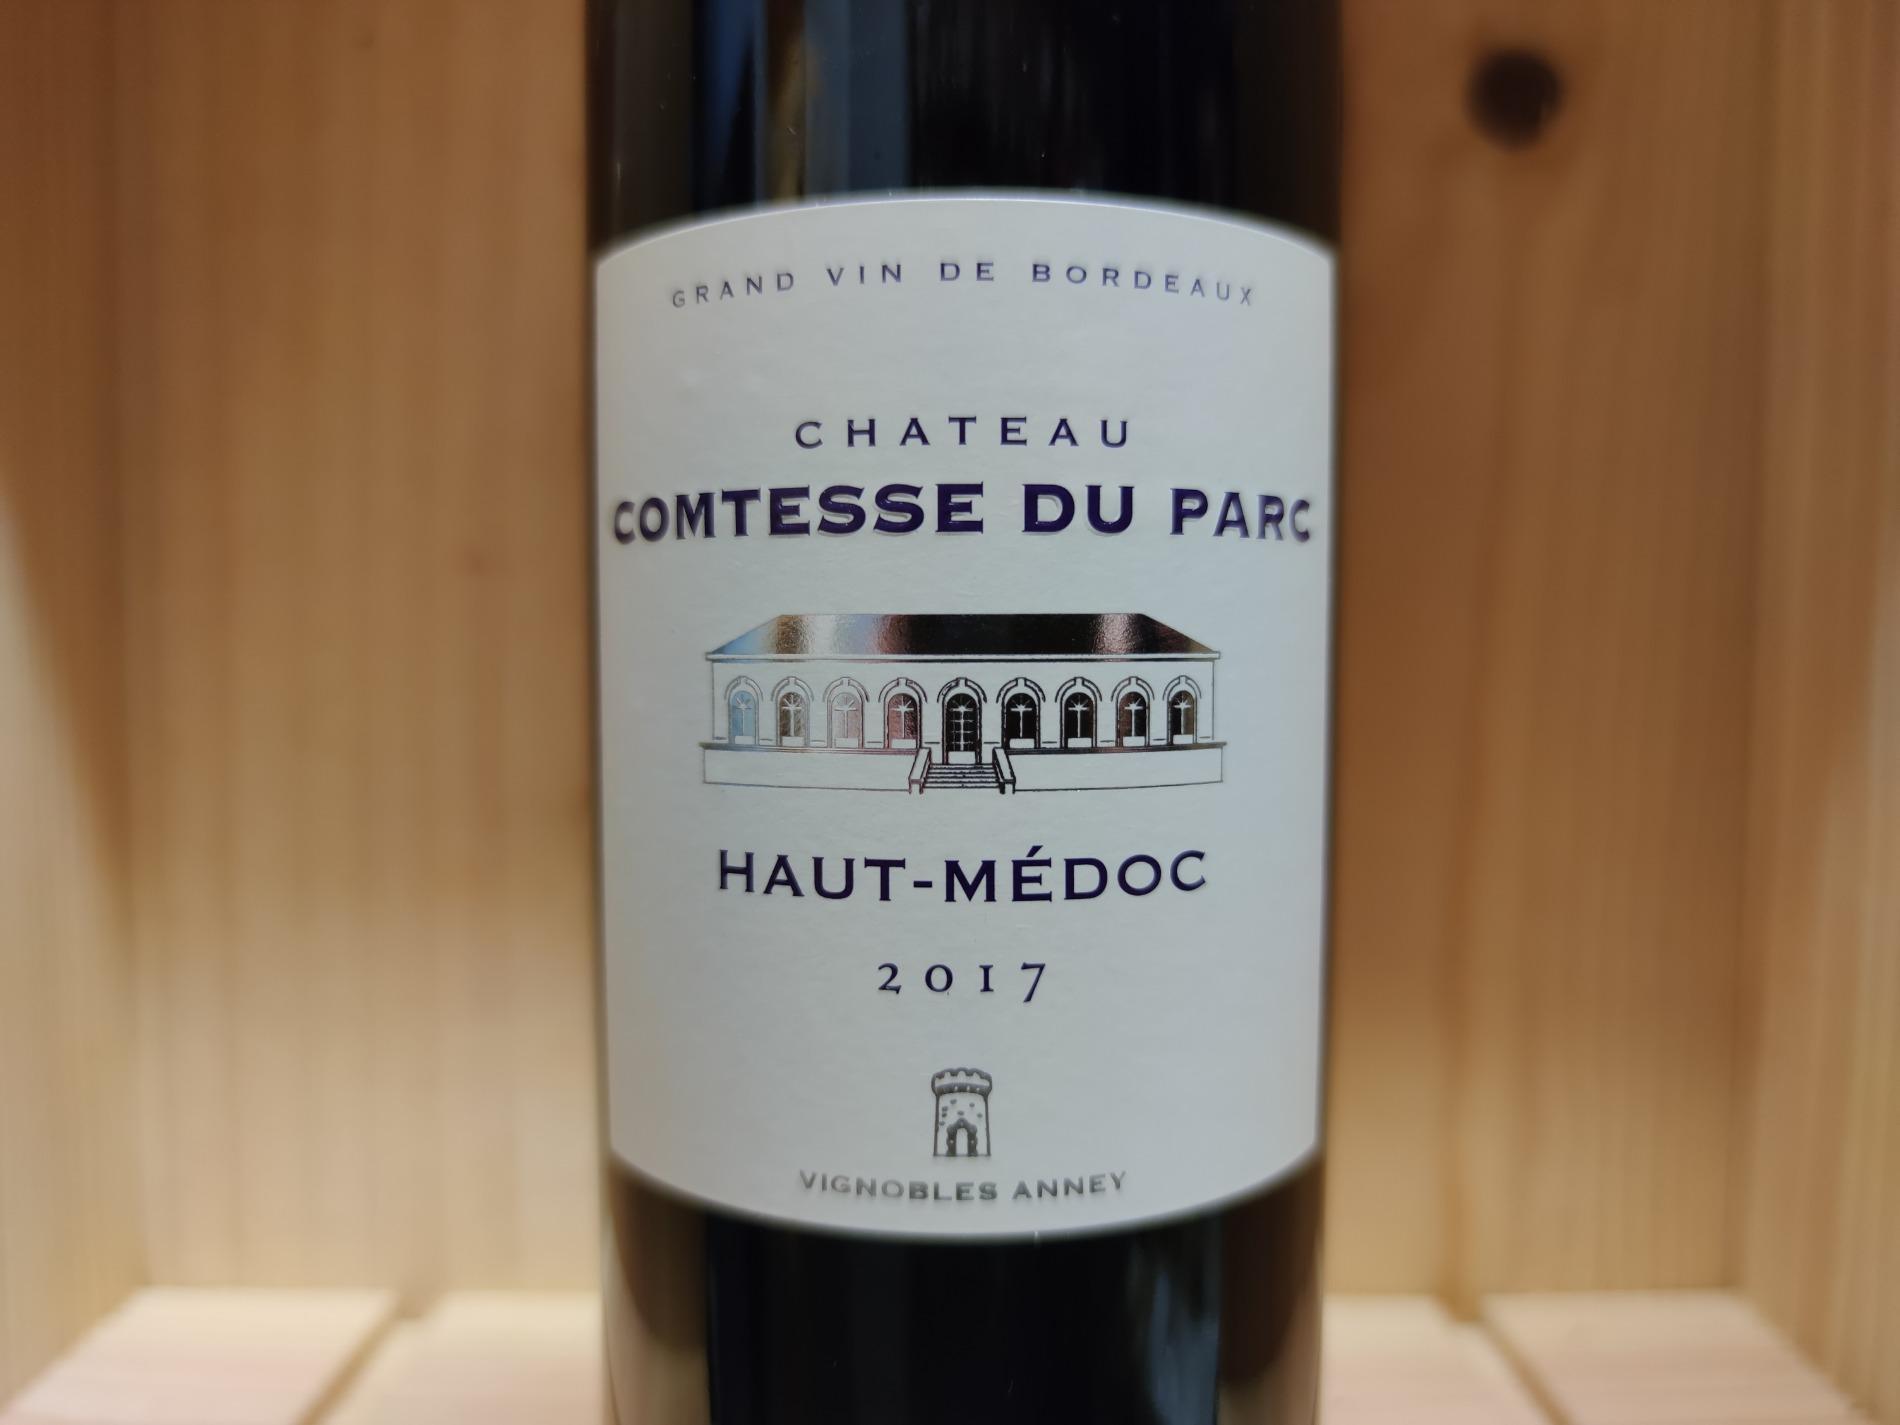 GRAND VIN DE BORDEAUX
CHATEAU
COMTESSE DU PARC
HAUT-MÉDOC
2017
VIGNOBLES ANNEY